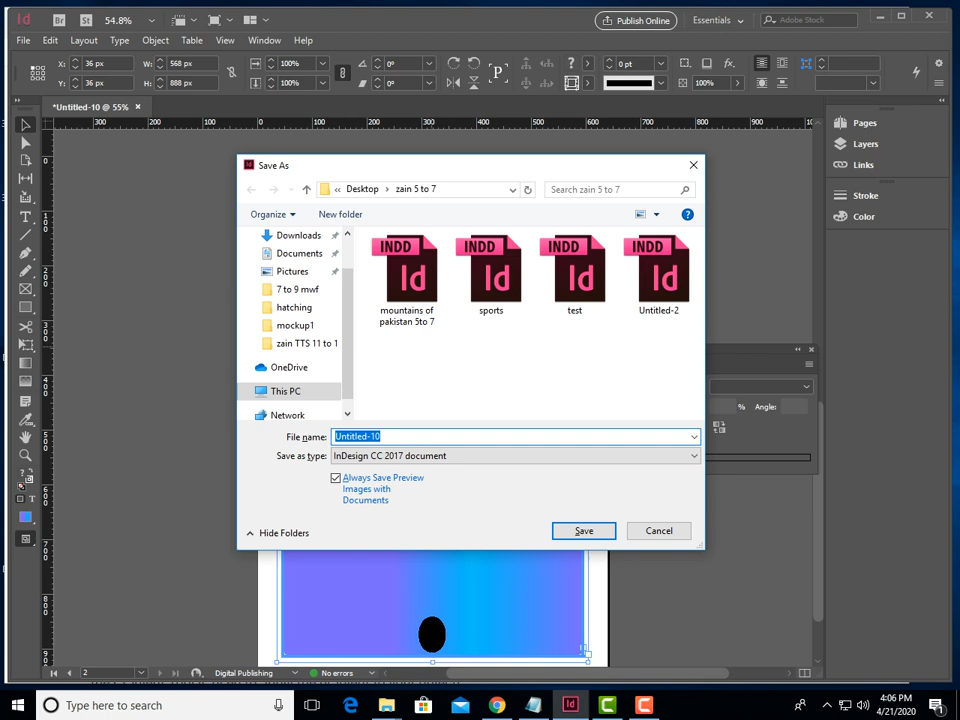 Id Br St 54.8% Publish Online Essentials Adobe Stock
File Edit Layout Type Object Table View Window Help
X: 36 px W: 568 px 100% 0° P 0 pt
Y: 36 px H: 888 px 100% 0° 100%
*Untitled-10 @ 55% ×
300 200 100 0 100 200 300 400 500 600 700 800 900
Pages
Layers
Links
Stroke
Color
Save As
« Desktop › zain 5 to 7
Search zain 5 to 7
Organize New folder
Downloads
Documents
Pictures
7 to 9 mwf
hatching
mockup1
zain TTS 11 to 1
OneDrive
This PC
Network
INDD INDD INDD INDD
Id Id Id Id
mountains of sports test Untitled-2
pakistan 5to 7
% Angle:
File name: Untitled-10
Save as type: InDesign CC 2017 document
Always Save Preview
Images with
Documents
Hide Folders
Save Cancel
2 Digital Publishing No errors
Type here to search
4:06 PM
4/21/2020